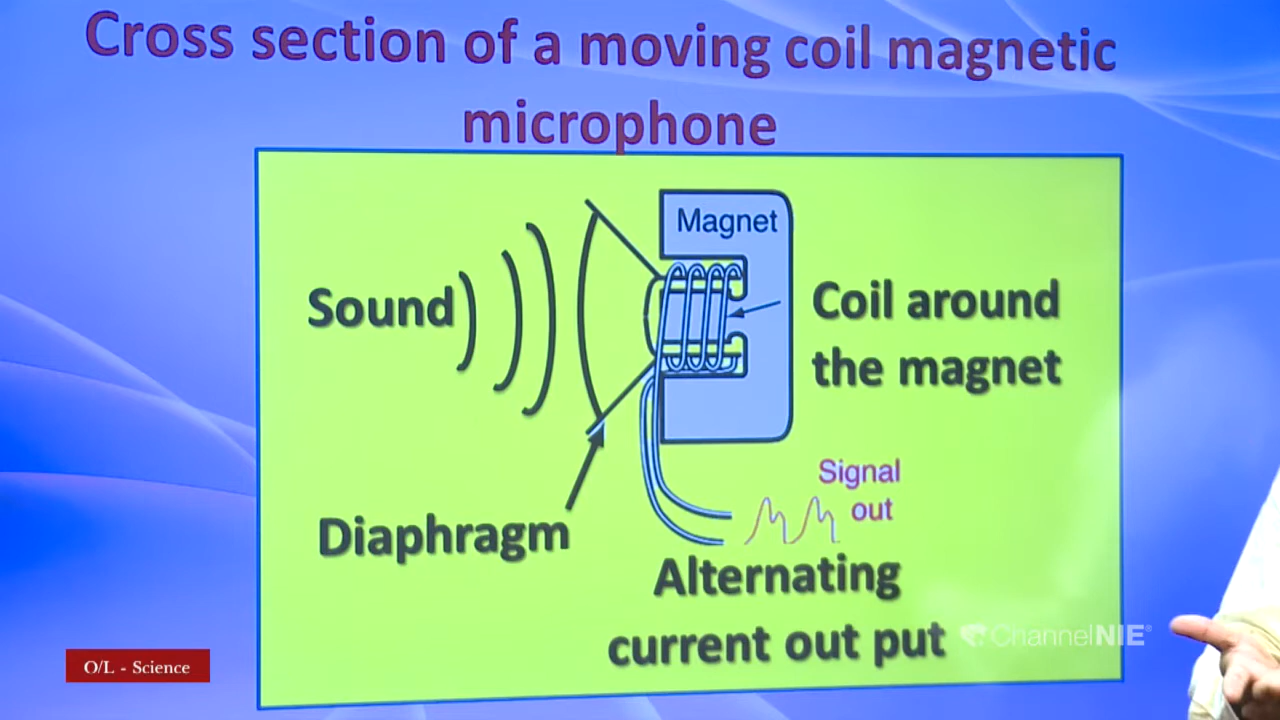 Cross section of a moving coil magnetic
microphone
Magnet
Sound
Coil around
the magnet
Signal
out
Diaphragm
Alternating
current out put
ChannelNIE
O/L - Science